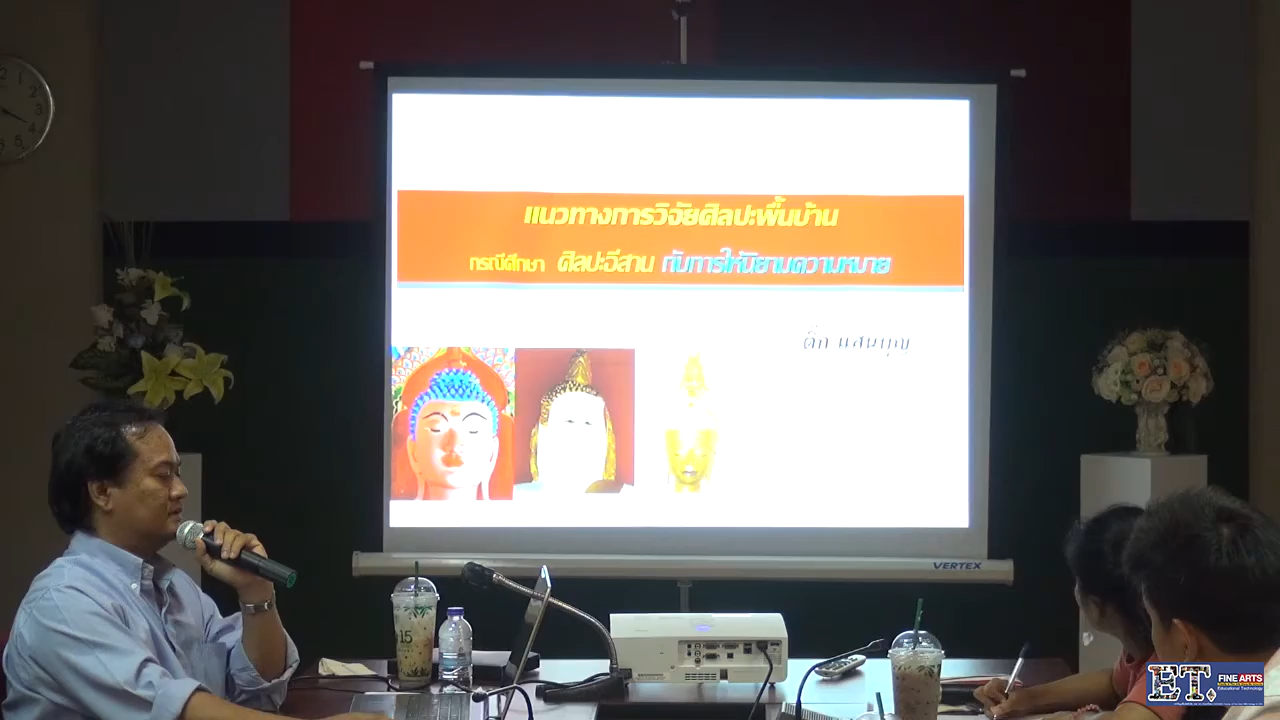 แนวทางการวิจัยศิลปะพื้นบ้าน
กรณีศึกษา ศิลปะอีสาน กับการให้นิยามความหมาย
ติ๊ก แสนบุญ
VERTEX
15
ET.
FINE ARTS
Educational Technology